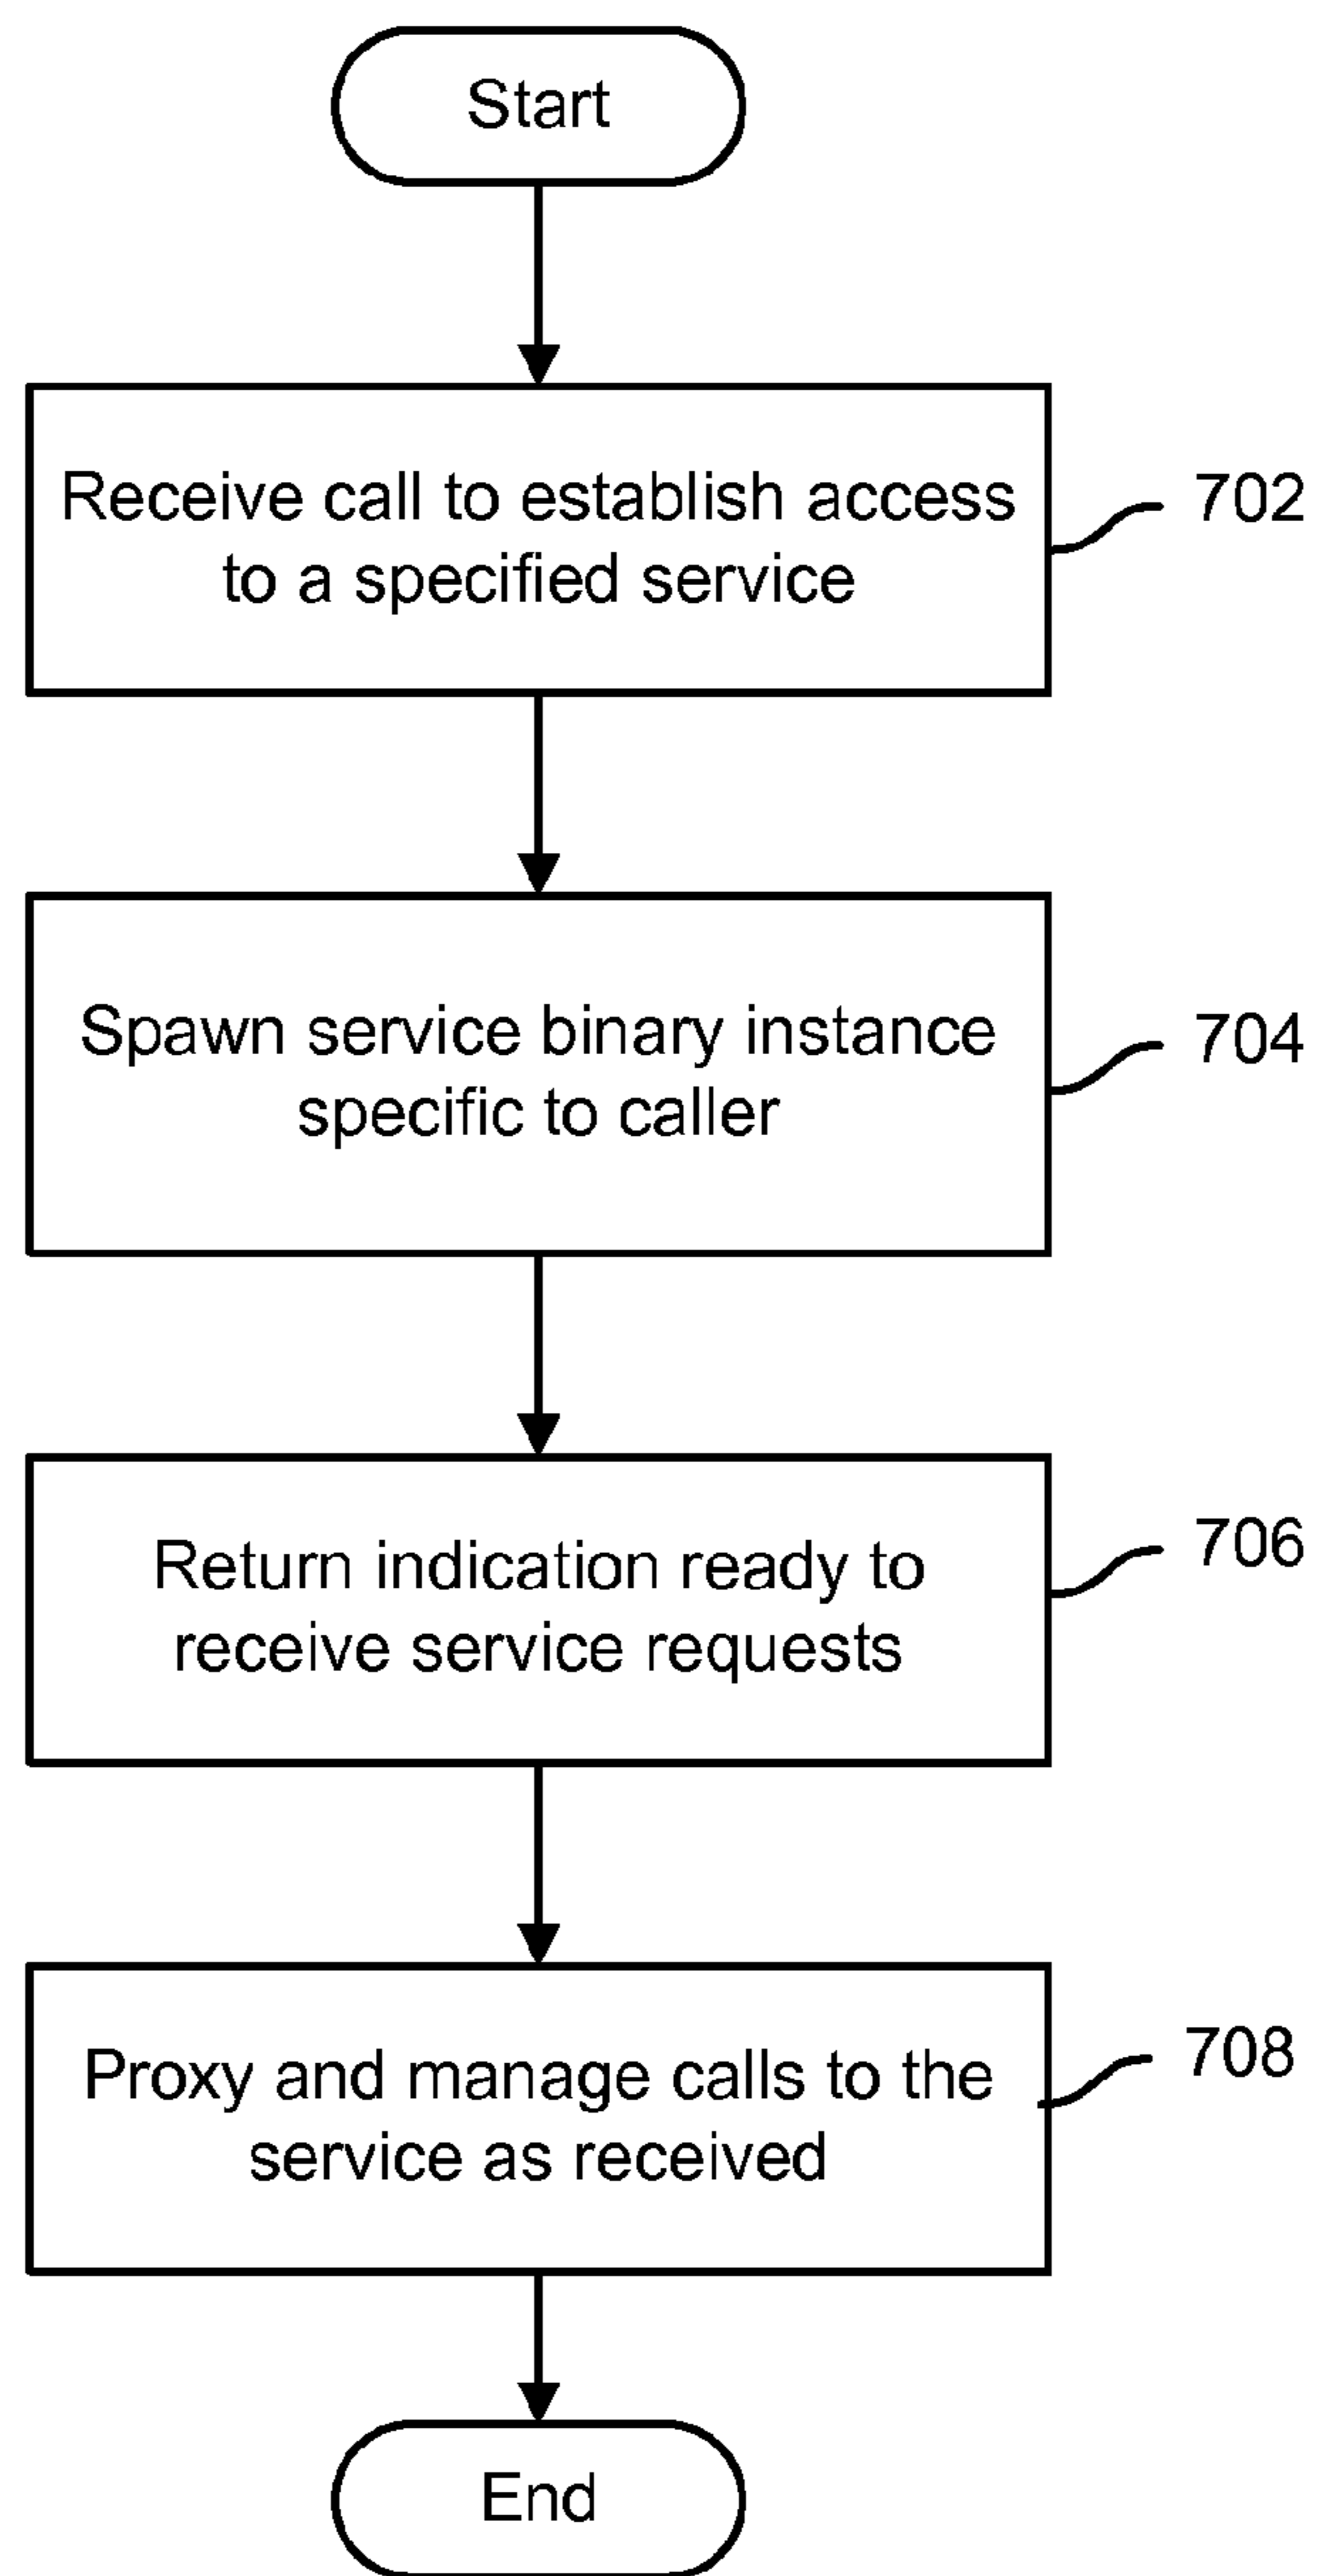 Start
Receive call to establish access
to a specified service
702
Spawn service binary instance
specific to caller
704
Return indication ready to
receive service requests
706
Proxy and manage calls to the
service as received
708
End